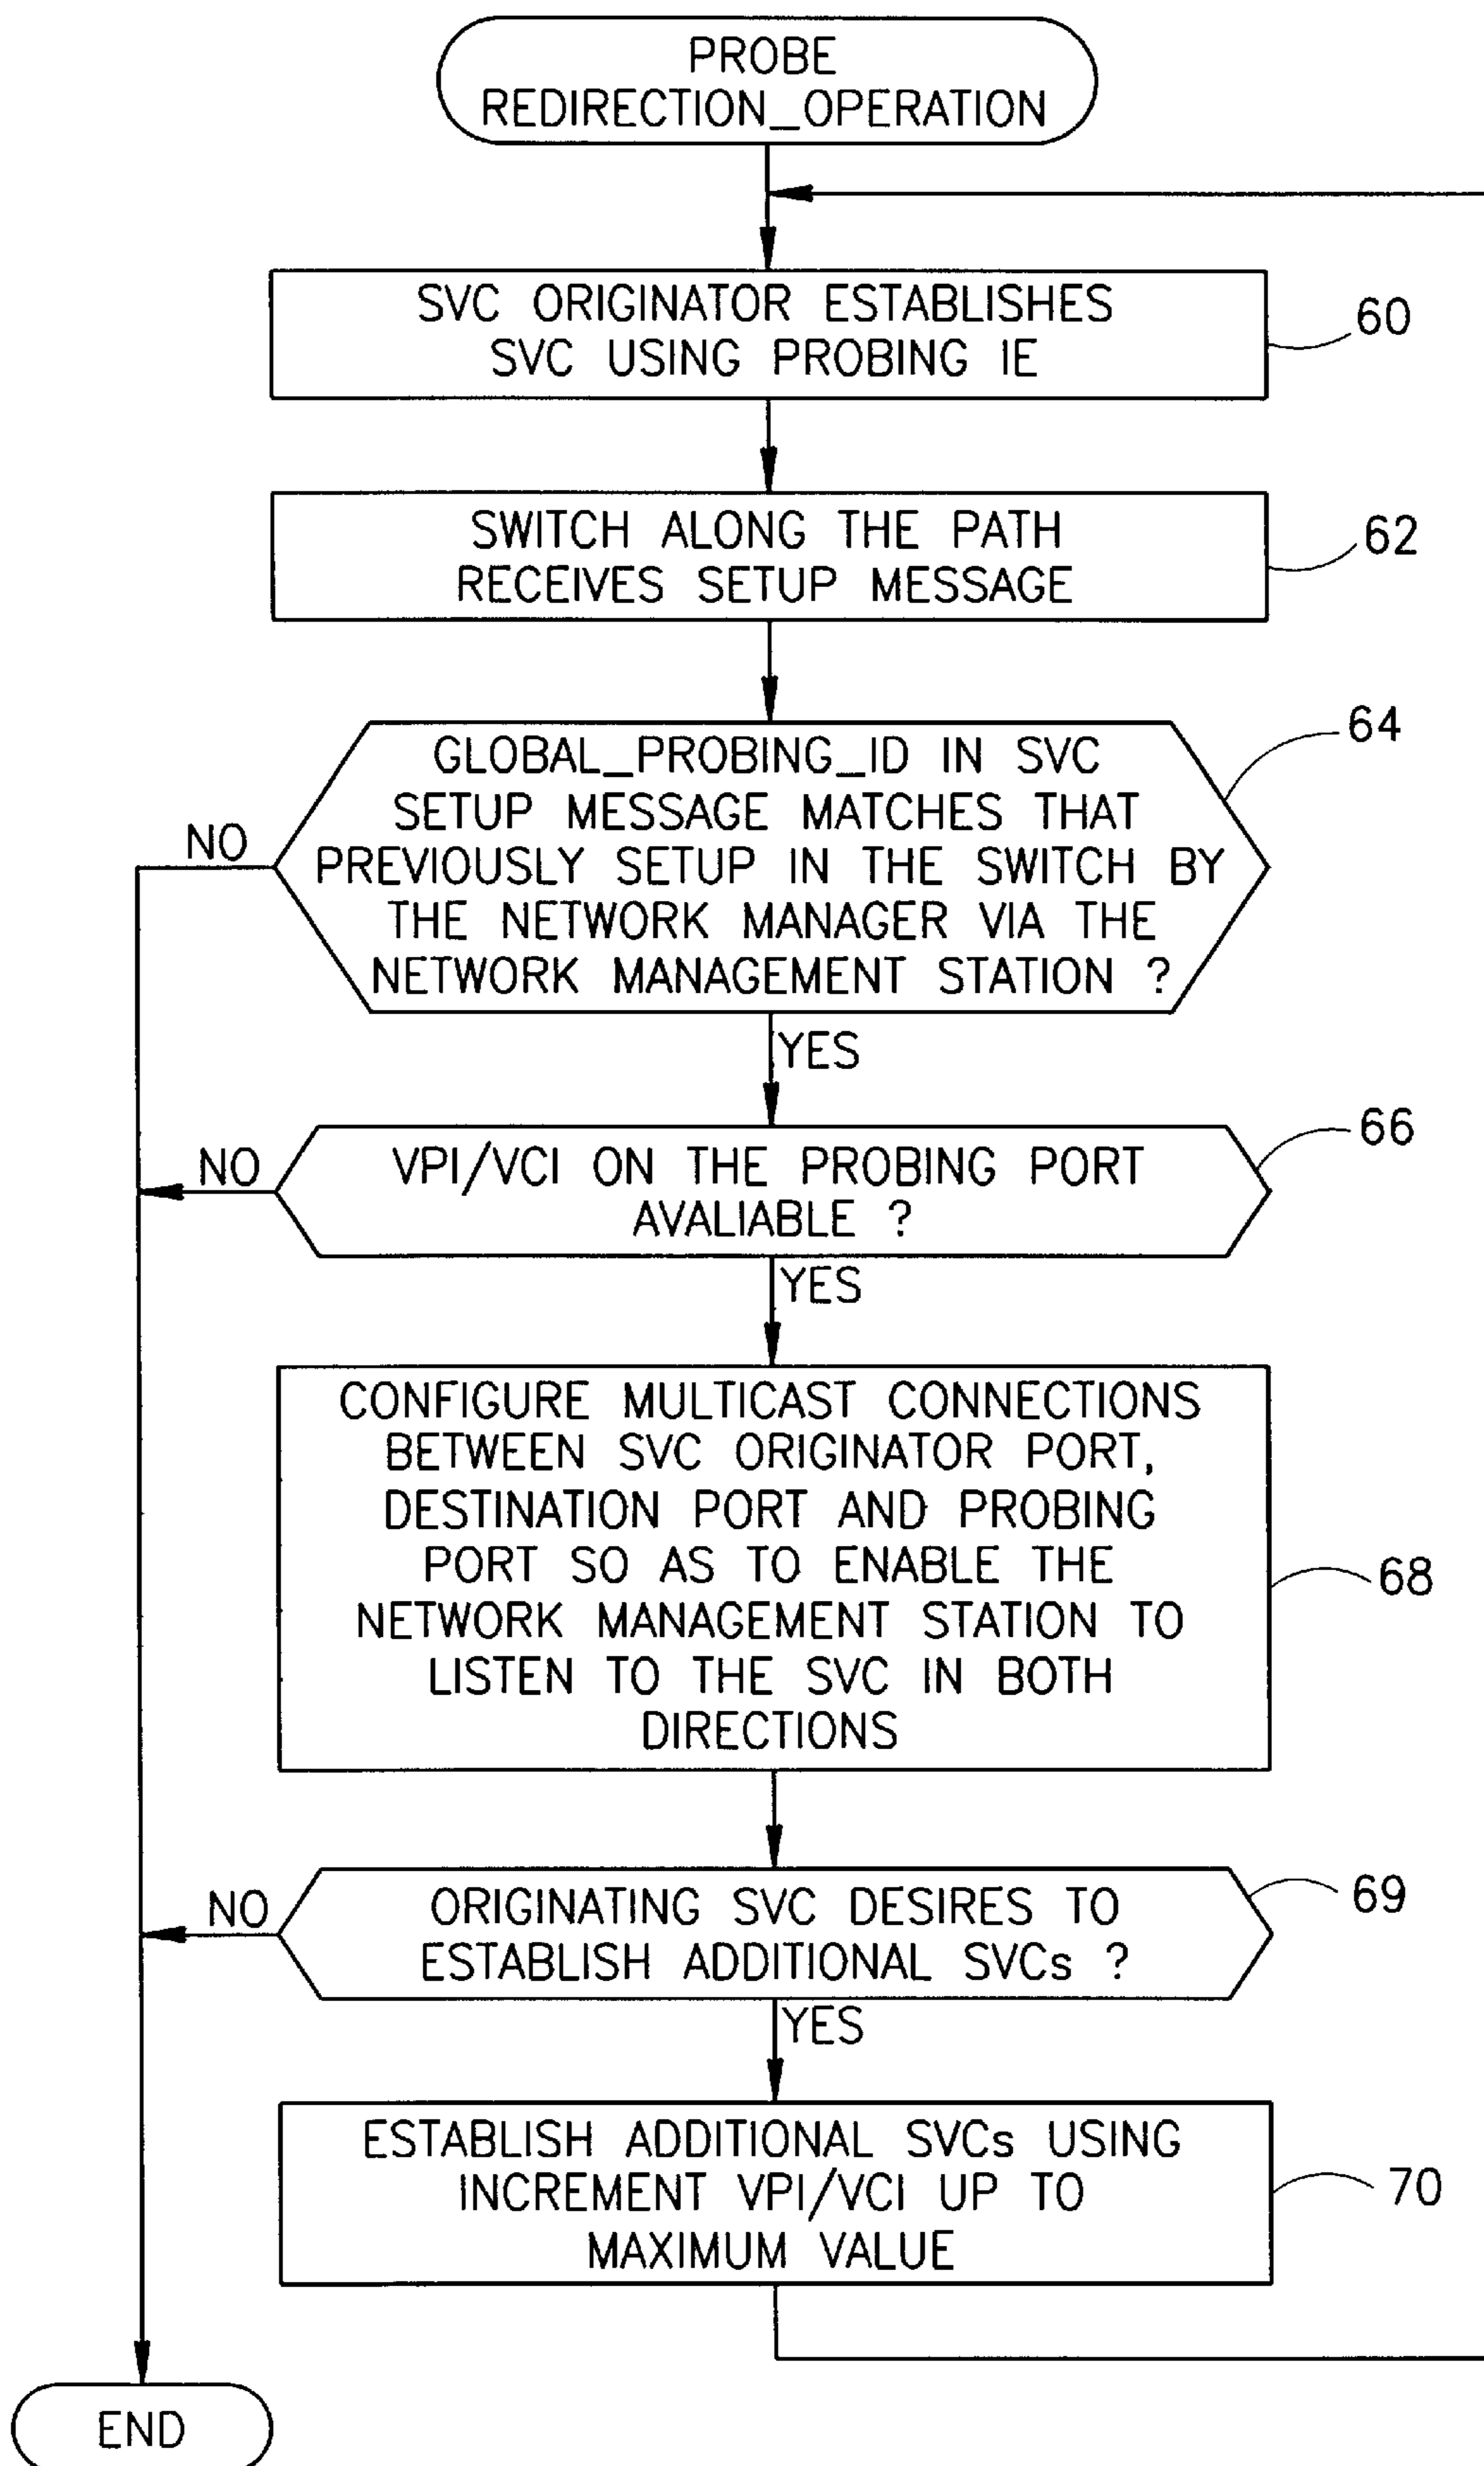 PROBE
REDIRECTION_OPERATION
SVC ORIGINATOR ESTABLISHES
SVC USING PROBING IE
60
SWITCH ALONG THE PATH
RECEIVES SETUP MESSAGE
62
GLOBAL_PROBING_ID IN SVC
SETUP MESSAGE MATCHES THAT
PREVIOUSLY SETUP IN THE SWITCH BY
THE NETWORK MANAGER VIA THE
NETWORK MANAGEMENT STATION ?
64
NO
YES
VPI/VCI ON THE PROBING PORT
AVALIABLE ?
66
NO
YES
CONFIGURE MULTICAST CONNECTIONS
BETWEEN SVC ORIGINATOR PORT,
DESTINATION PORT AND PROBING
PORT SO AS TO ENABLE THE
NETWORK MANAGEMENT STATION TO
LISTEN TO THE SVC IN BOTH
DIRECTIONS
68
ORIGINATING SVC DESIRES TO
ESTABLISH ADDITIONAL SVCs ?
69
NO
YES
ESTABLISH ADDITIONAL SVCs USING
INCREMENT VPI/VCI UP TO
MAXIMUM VALUE
70
END